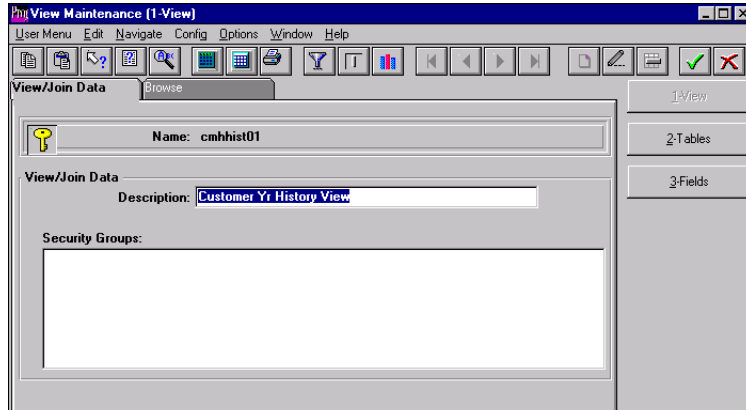 View Maintenance (1-View)
User Menu Edit Navigate Config Options Window Help
View/Join Data Browse
1-View
Name: cmhhist01
2-Tables
View/Join Data
3-Fields
Description: Customer Yr History View
Security Groups: